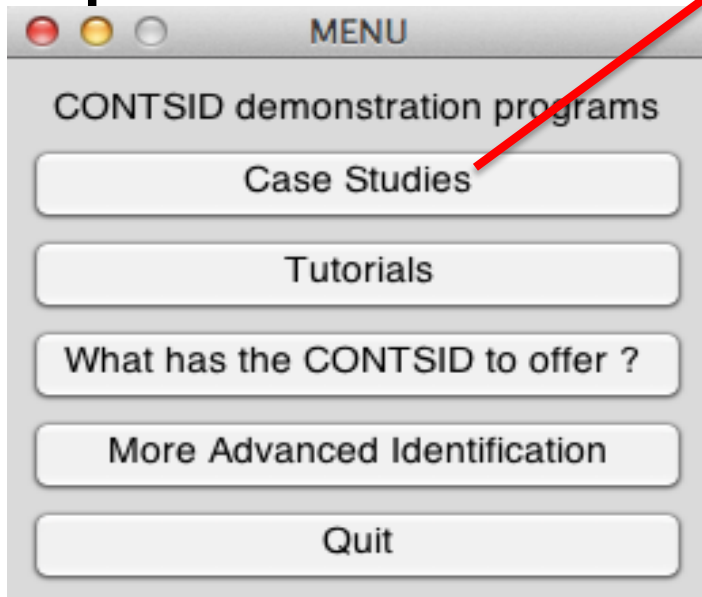 MENU
CONTSID demonstration programs
Case Studies
Tutorials
What has the CONTSID to offer ?
More Advanced Identification
Quit